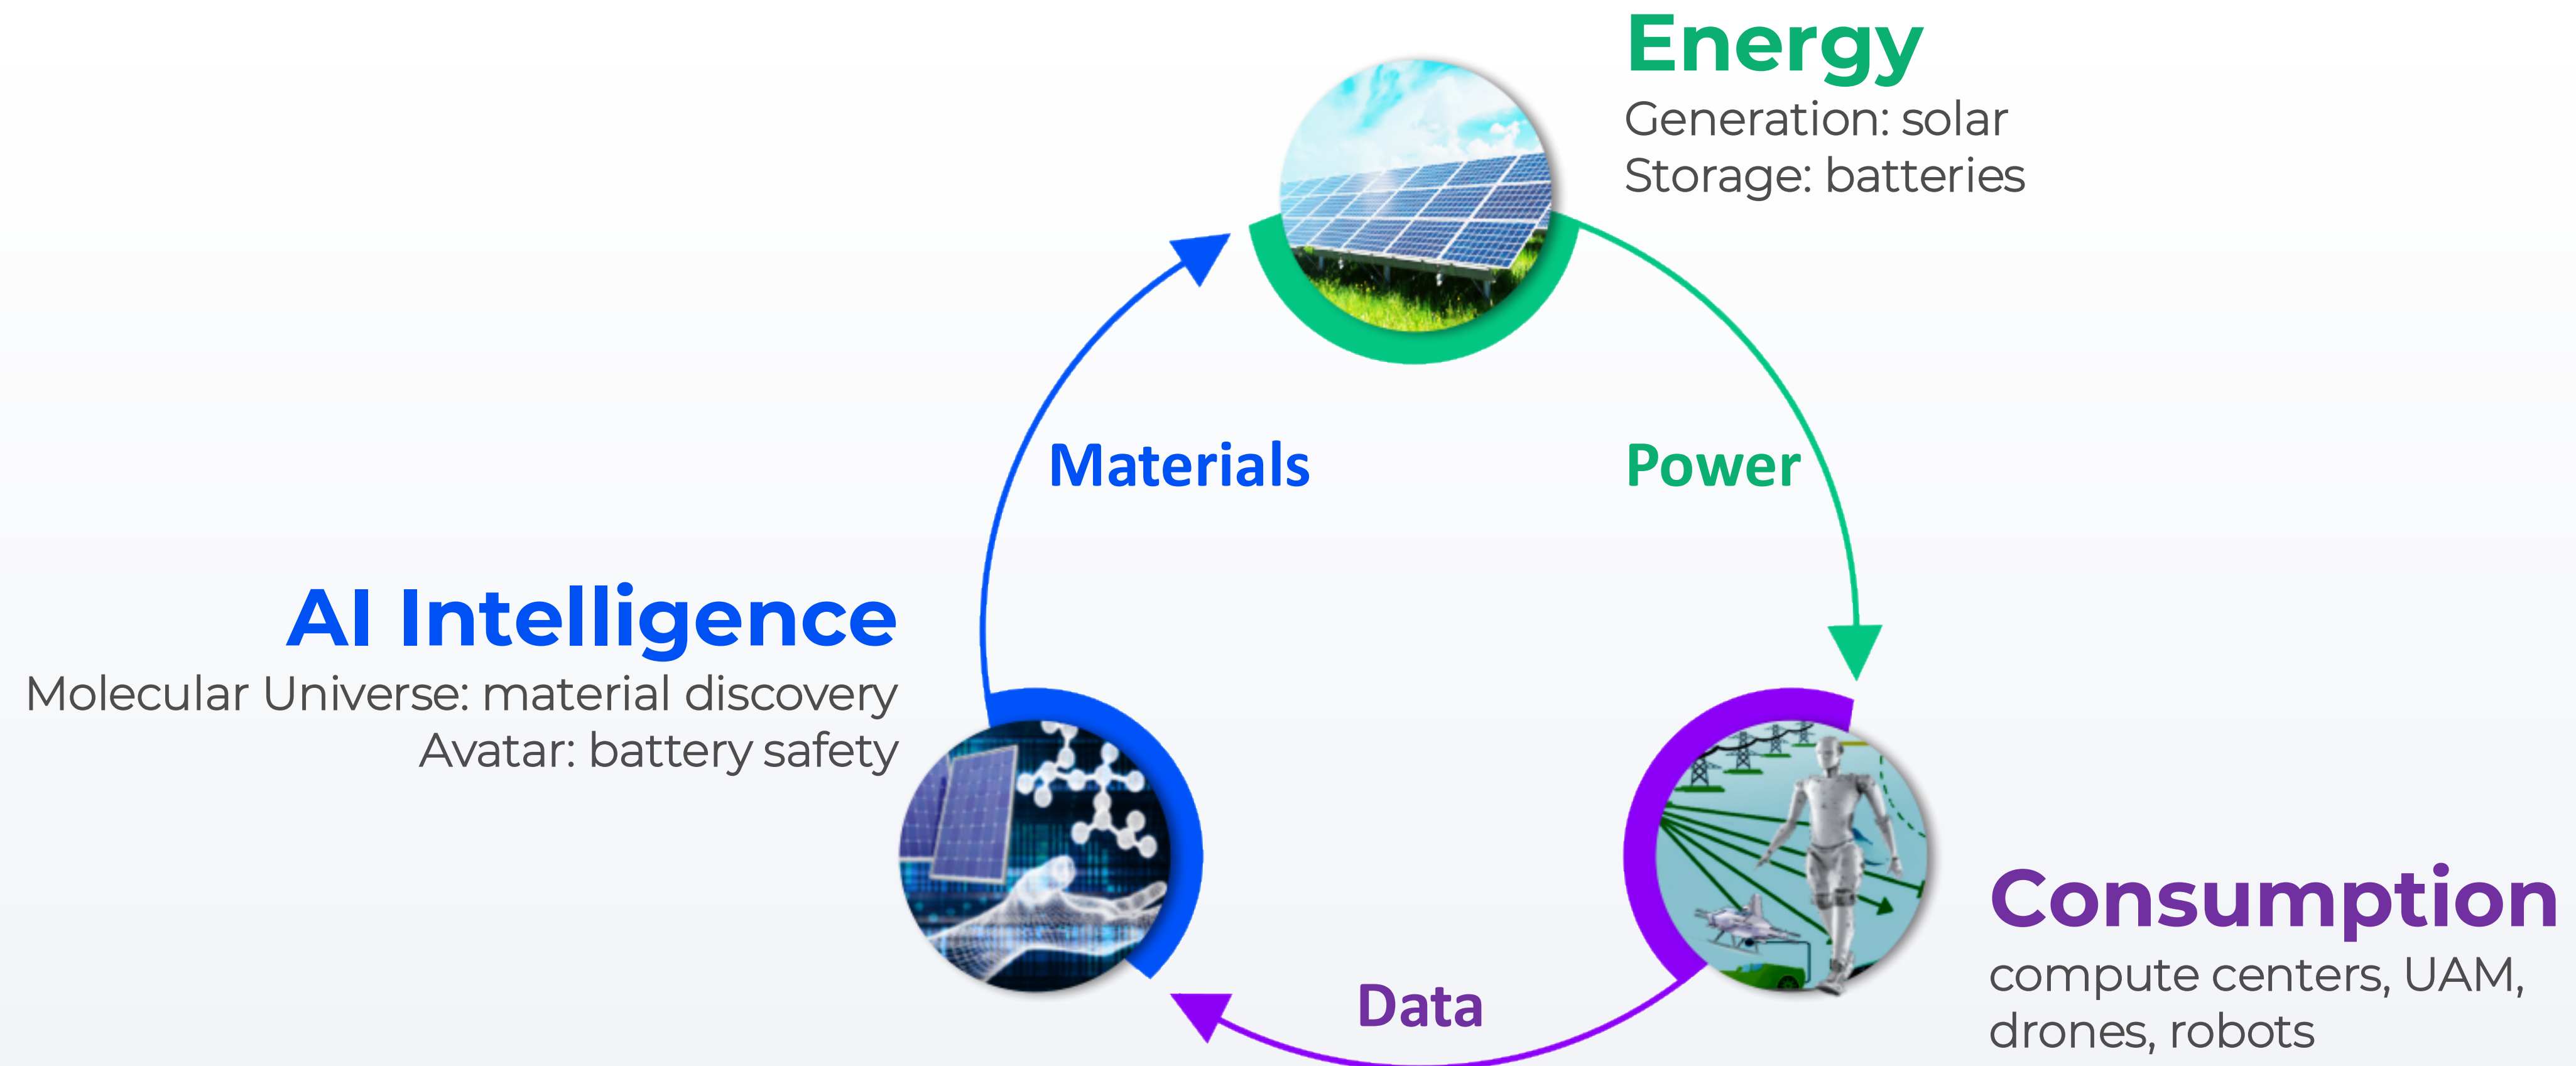 Energy
Generation: solar
Storage: batteries
Materials
Power
AI Intelligence
Molecular Universe: material discovery
Avatar: battery safety
Consumption
compute centers, UAM,
drones, robots
Data